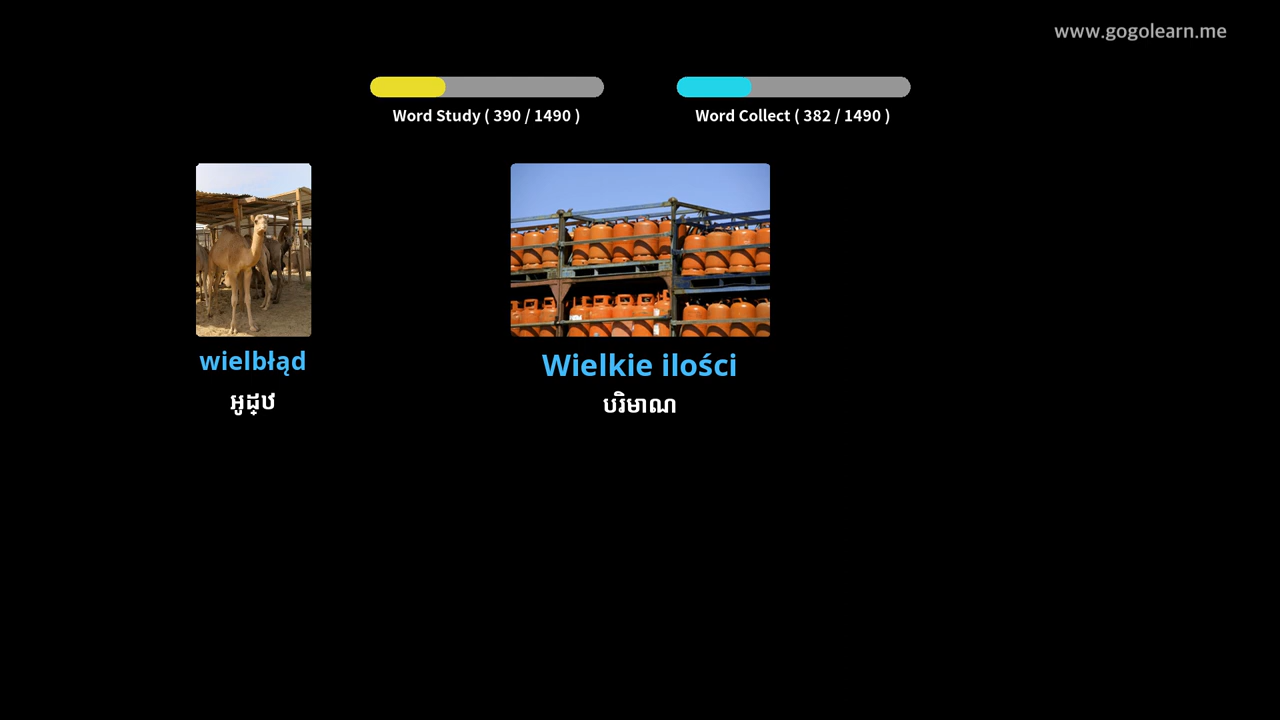 www.gogolearn.me
Word Study ( 390 / 1490 )
Word Collect ( 382 / 1490 )
wielbłąd
អូដ្ឋ
Wielkie ilości
បរិមាណ